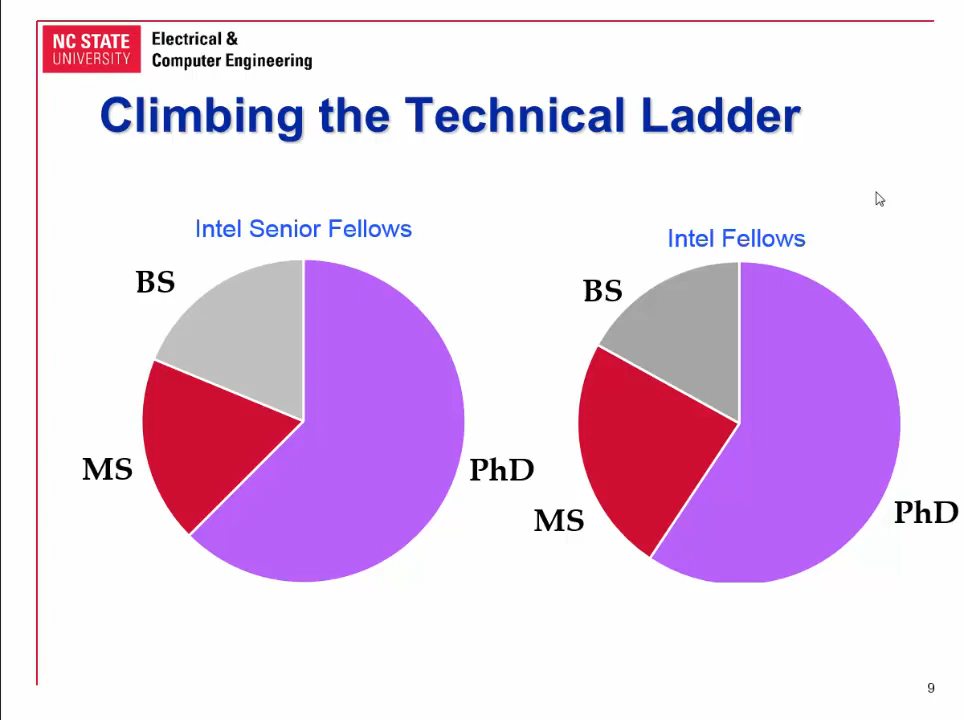 NC STATE
UNIVERSITY
Electrical &
Computer Engineering
Climbing the Technical Ladder
Intel Senior Fellows
BS
MS
PhD
Intel Fellows
BS
MS
PhD
9